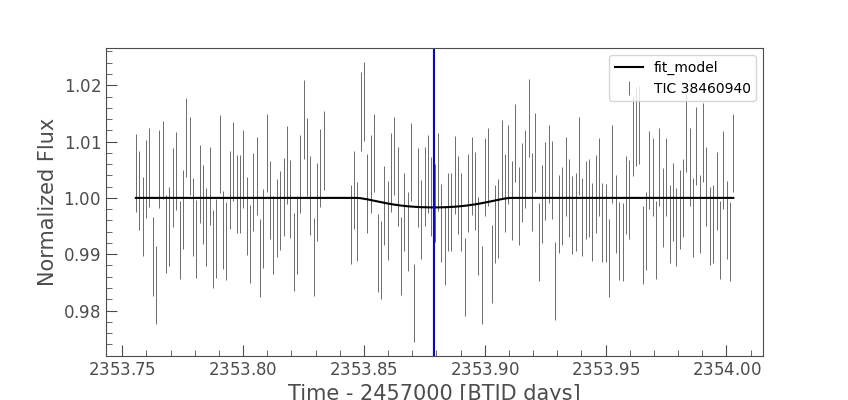 fit_model
TIC 38460940
Normalized Flux
1.02
1.01
1.00
0.99
0.98
2353.75 2353.80 2353.85 2353.90 2353.95 2354.00
Time - 2457000 [BTJD days]